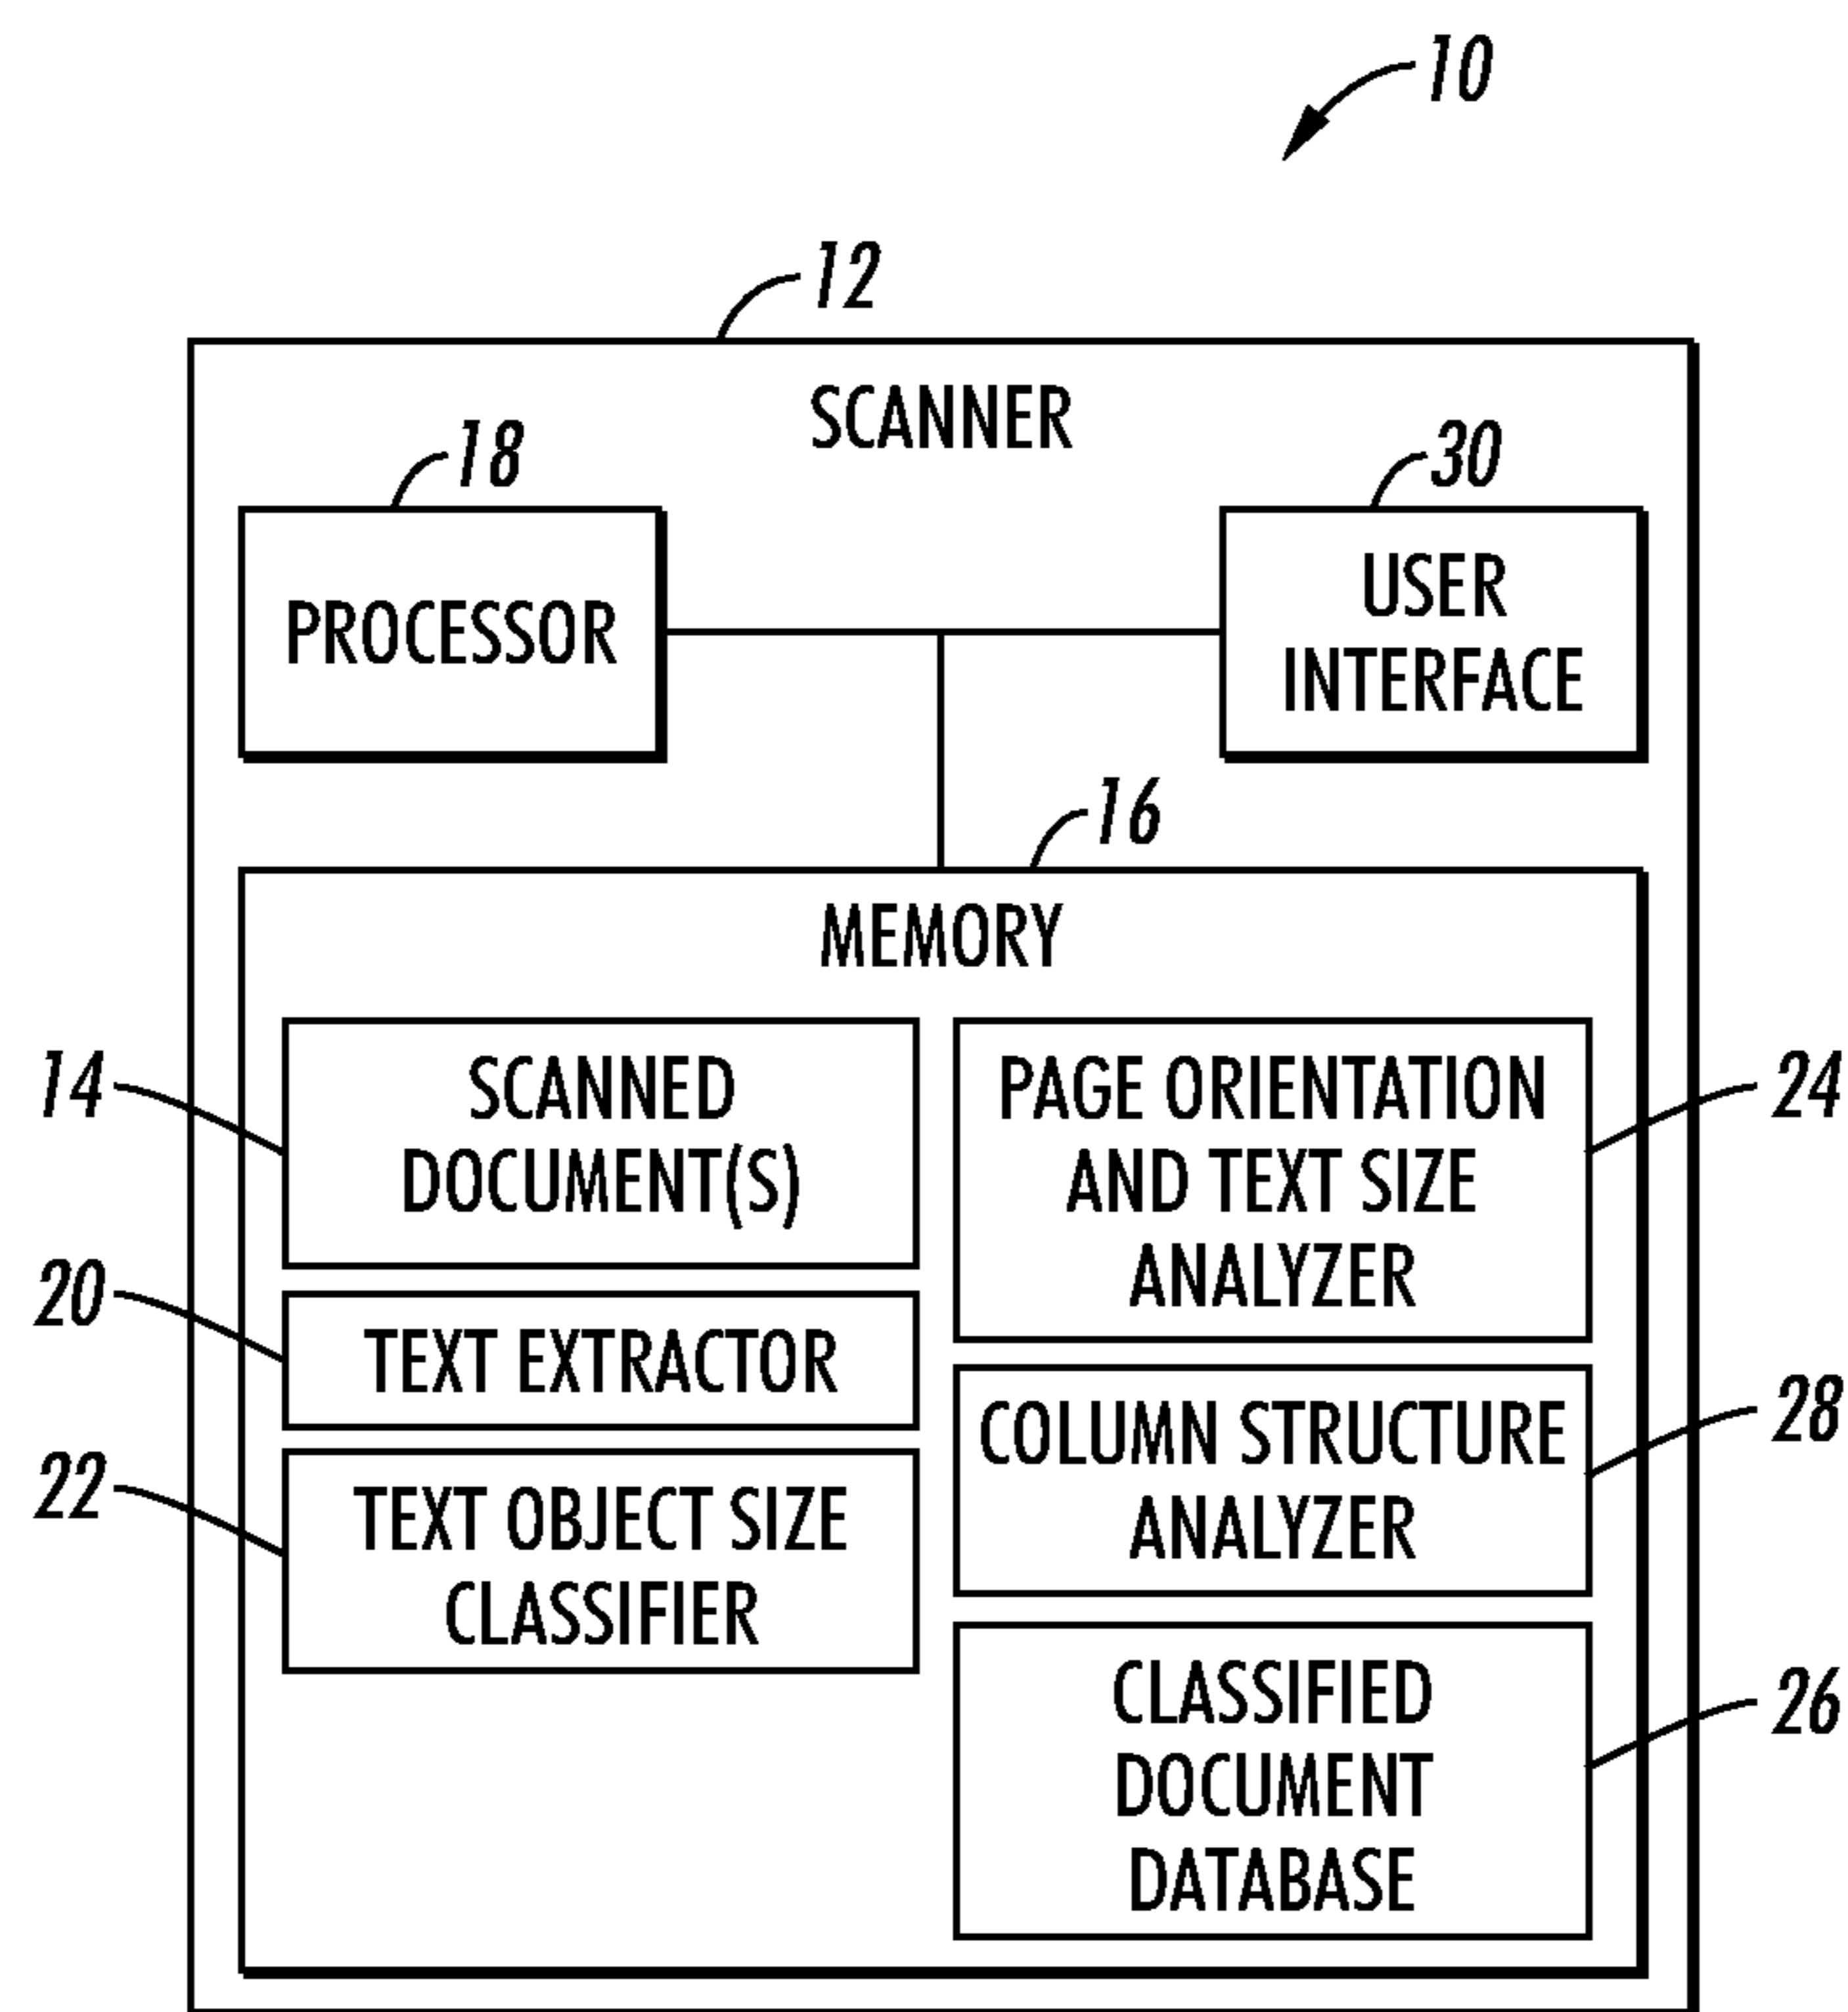 10
12
SCANNER
18
30
PROCESSOR
USER
INTERFACE
16
MEMORY
14
SCANNED
DOCUMENT(S)
20
TEXT EXTRACTOR
22
TEXT OBJECT SIZE
CLASSIFIER
PAGE ORIENTATION
AND TEXT SIZE
ANALYZER
24
COLUMN STRUCTURE
ANALYZER
28
CLASSIFIED
DOCUMENT
DATABASE
26